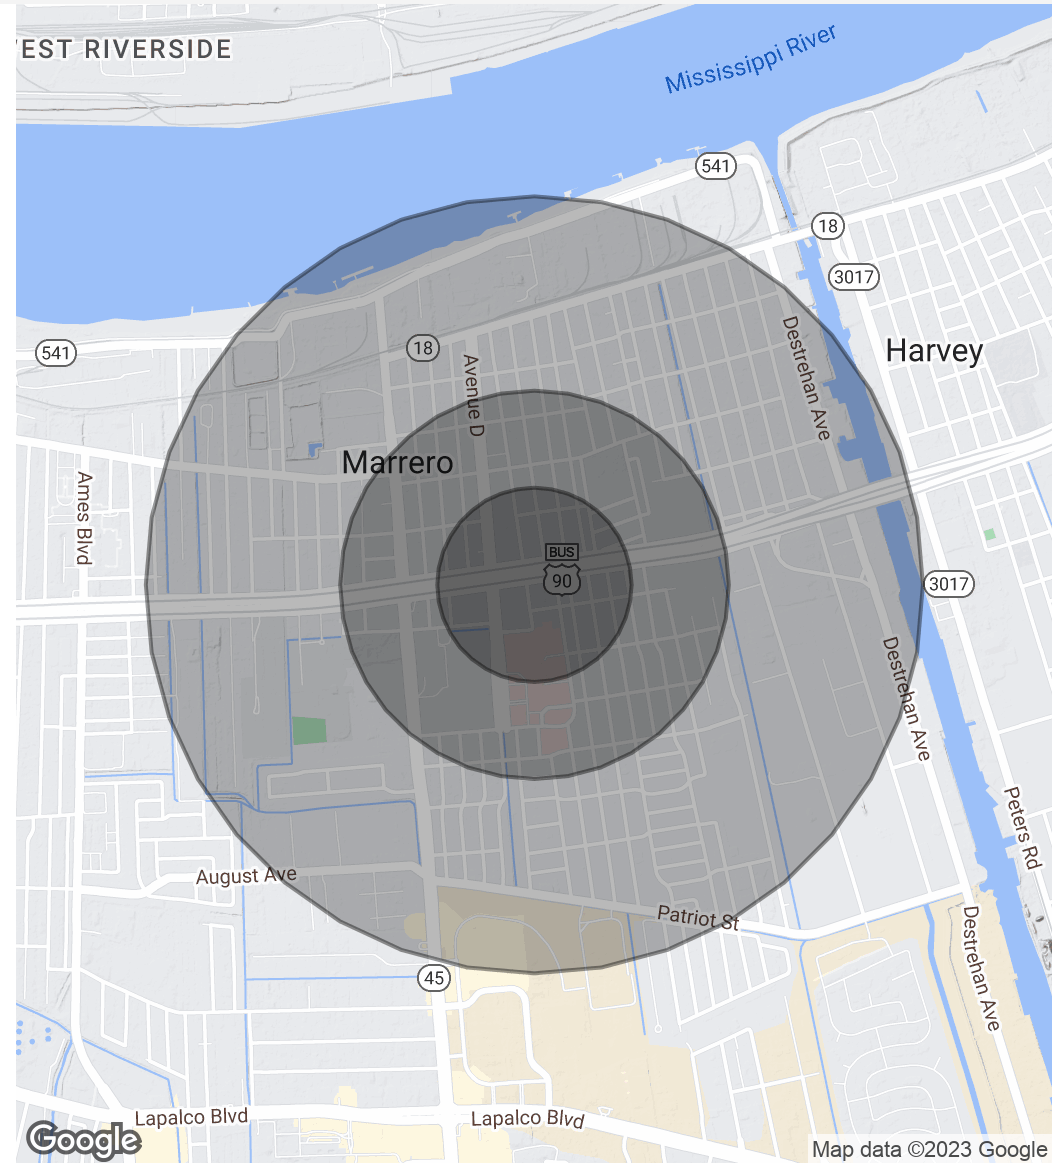 EST RIVERSIDE
Mississippi River
541
18
3017
Harvey
541
18
Destrehan Ave
Avenue D
Marrero
Ames Blvd
BUS
90
3017
Destrehan Ave
Peters Rd
August Ave
Patriot St
Destrehan Ave
45
Lapalco Blvd
Lapalco Blvd
Google
Map data ©2023 Google